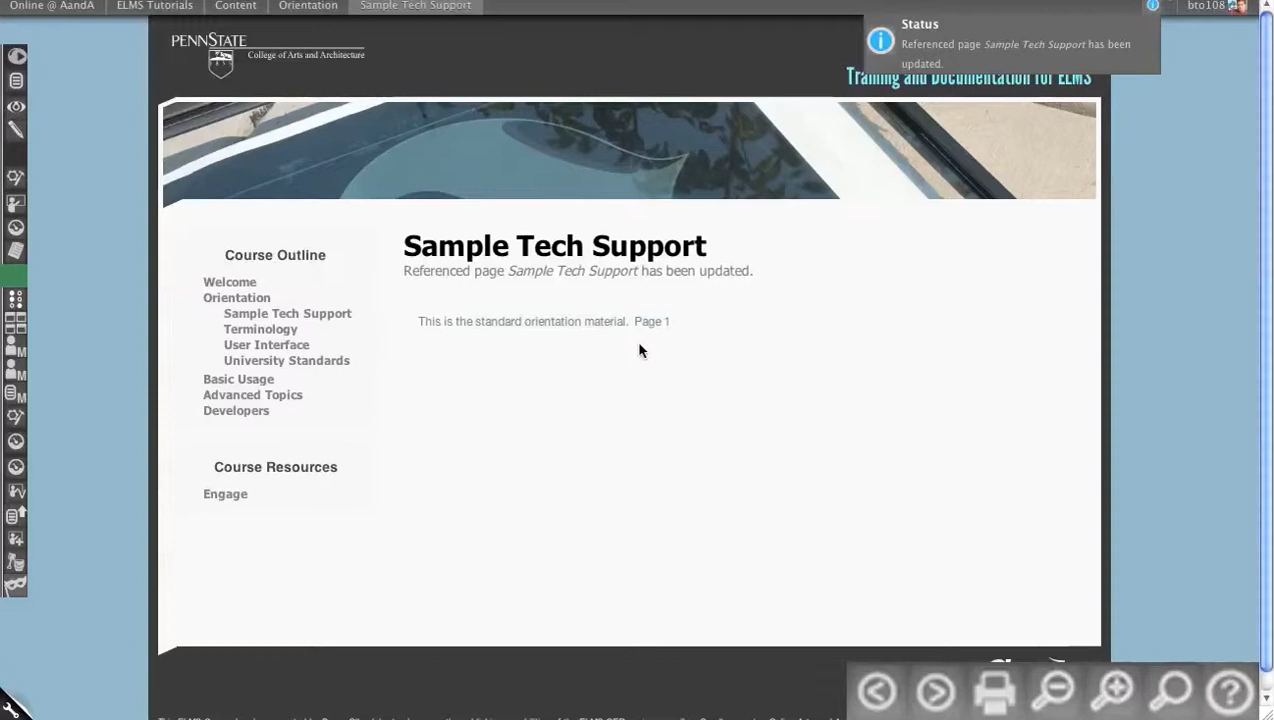 Online @ AandA ELMS Tutorials Content Orientation Sample Tech Support bto108
Status
Referenced page Sample Tech Support has been
updated.
PENNSTATE
College of Arts and Architecture
Training and Documentation for ELMS
Course Outline
Welcome
Orientation
Sample Tech Support
Terminology
User Interface
University Standards
Basic Usage
Advanced Topics
Developers
Course Resources
Engage
Sample Tech Support
Referenced page Sample Tech Support has been updated.
This is the standard orientation material. Page 1